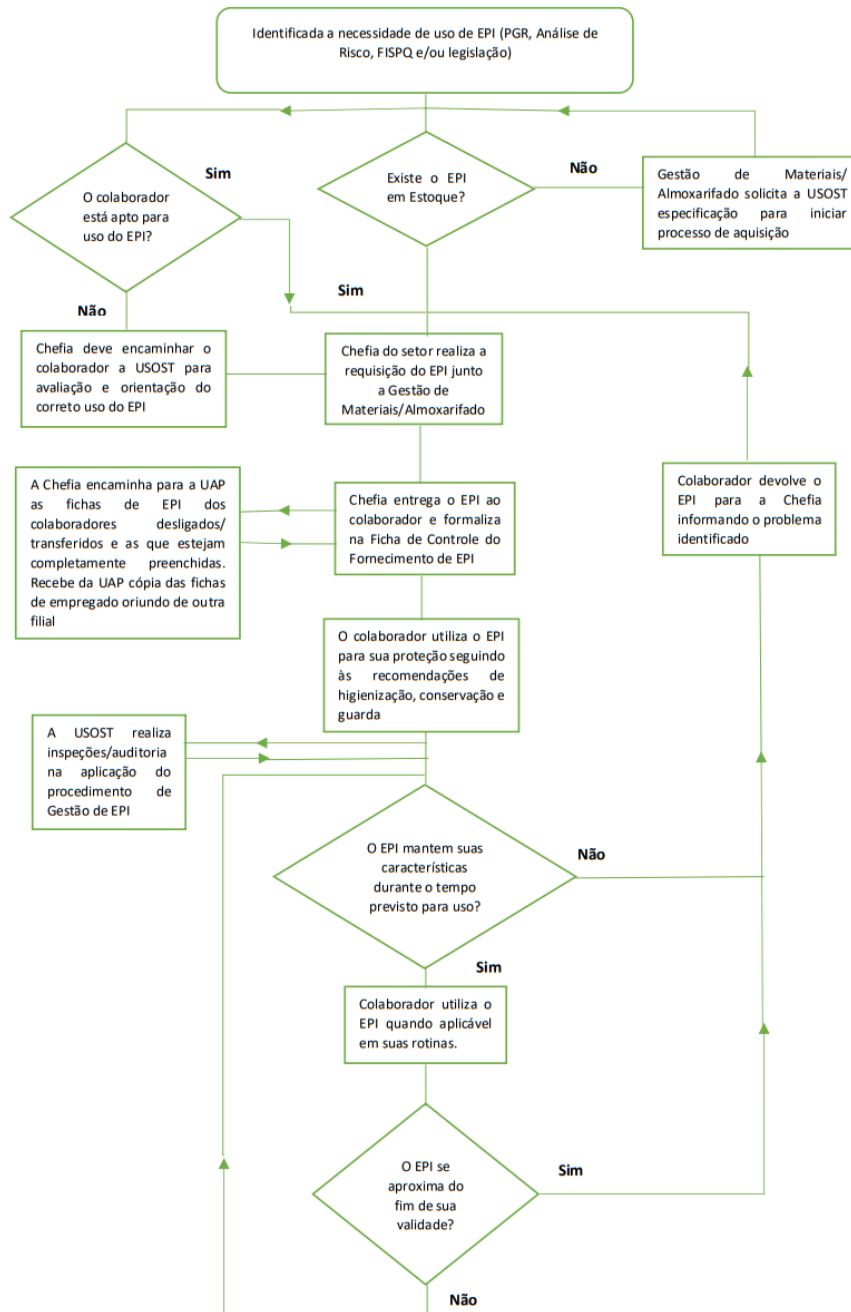 Identificada a necessidade de uso de EPI (PGR, Análise de
Risco, FISPQ e/ou legislação)
Sim
Não
O colaborador
está apto para
uso do EPI?
Existe o EPI
em Estoque?
Gestão de Materiais/
Almoxarifado solicita a USOST
especificação para iniciar
processo de aquisição
Sim
Não
Chefia deve encaminhar o
colaborador a USOST para
avaliação e orientação do
correto uso do EPI
Chefia do setor realiza a
requisição do EPI junto
a Gestão de
Materiais/Almoxarifado
A Chefia encaminha para a UAP
as fichas de EPI dos
colaboradores desligados/
transferidos e as que estejam
completamente preenchidas.
Recebe da UAP cópia das fichas
de empregado oriundo de outra
filial
Chefia entrega o EPI ao
colaborador e formaliza
na Ficha de Controle do
Fornecimento de EPI
Colaborador devolve o
EPI para a Chefia
informando o problema
identificado
O colaborador utiliza o EPI
para sua proteção seguindo
às recomendações de
higienização, conservação e
guarda
A USOST realiza
inspeções/auditoria
na aplicação do
procedimento de
Gestão de EPI
O EPI mantem suas
características
durante o tempo
previsto para uso?
Não
Sim
Colaborador utiliza o
EPI quando aplicável
em suas rotinas.
O EPI se
aproxima do
fim de sua
validade?
Sim
Não